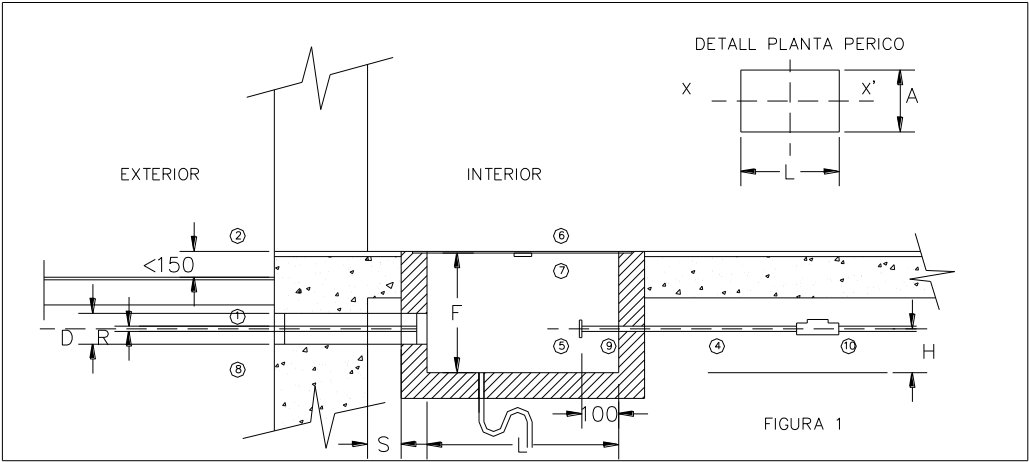 DETALL PLANTA PERICO
X X' A
L
EXTERIOR INTERIOR
2 6
<150 7
F
1
D R 5 9 4 10 H
8
100
FIGURA 1
S L